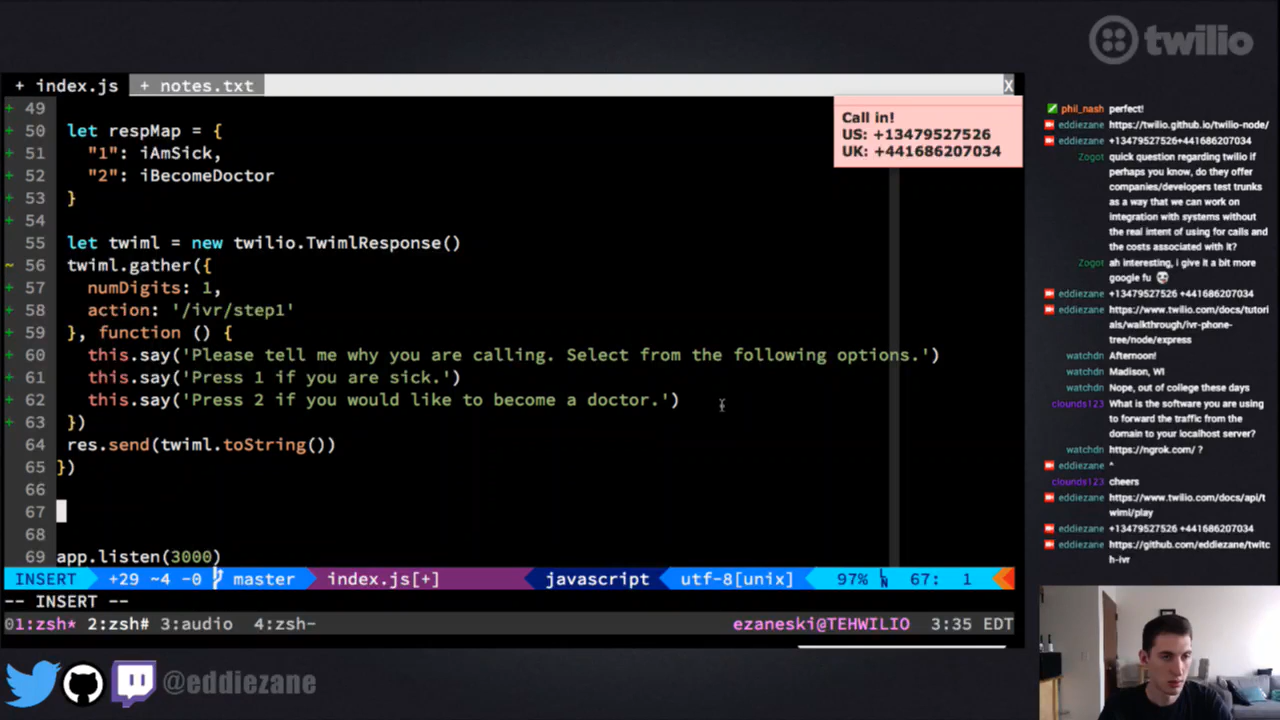 twilio
+ index.js + notes.txt X
+ 49
+ 50 let respMap = {
+ 51 "1": iAmSick,
+ 52 "2": iBecomeDoctor
+ 53 }
+ 54
55 let twiml = new twilio.TwimlResponse()
~ 56 twiml.gather({
+ 57 numDigits: 1,
+ 58 action: '/ivr/step1'
+ 59 }, function () {
+ 60 this.say('Please tell me why you are calling. Select from the following options.')
+ 61 this.say('Press 1 if you are sick.')
+ 62 this.say('Press 2 if you would like to become a doctor.')
+ 63 })
64 res.send(twiml.toString())
65 })
66
67
68
69 app.listen(3000)
INSERT +29 ~4 -0 master index.js[+] javascript utf-8[unix] 97% 67: 1
-- INSERT --
01:zsh* 2:zsh# 3:audio 4:zsh- ezaneski@TEHWILIO 3:35 EDT
Call in!
US: +13479527526
UK: +441686207034
phil_nash perfect!
eddiezane https://twilio.github.io/twilio-node/
eddiezane +13479527526+441686207034
Zogot quick question regarding twilio if
perhaps you know, do they offer
companies/developers test trunks
as a way that we can work on
integration with systems without
the real intent of using for calls and
the costs associated with it?
Zogot ah interesting, i give it a bit more
google fu
eddiezane +13479527526 +441686207034
eddiezane https://www.twilio.com/docs/tutori
als/walkthrough/ivr-phone-
tree/node/express
watchdn Afternoon!
watchdn Madison, WI
watchdn Nope, out of college these days
clounds123 What is the software you are using
to forward the traffic from the
domain to your localhost server?
watchdn https://ngrok.com/ ?
eddiezane ^
clounds123 cheers
eddiezane https://www.twilio.com/docs/api/t
wiml/play
eddiezane +13479527526 +441686207034
eddiezane https://github.com/eddiezane/twitc
h-ivr
@eddiezane